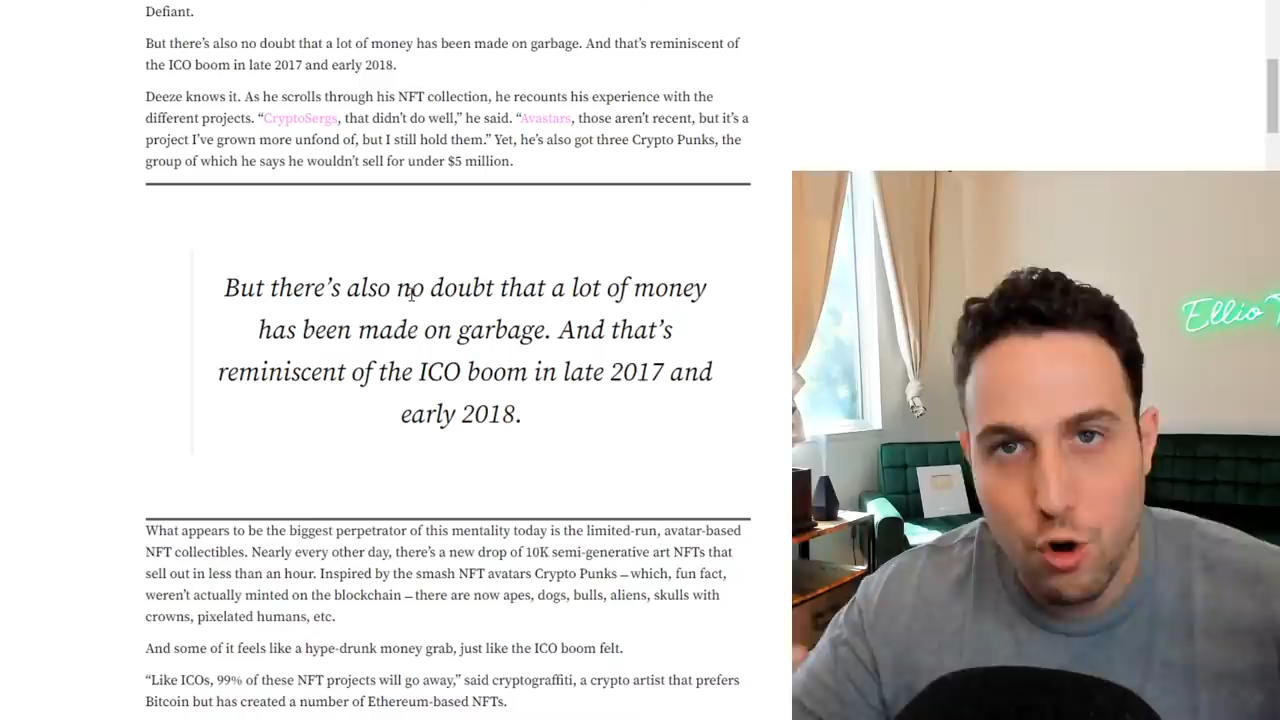 Defiant.
But there’s also no doubt that a lot of money has been made on garbage. And that’s reminiscent of
the ICO boom in late 2017 and early 2018.
Deeze knows it. As he scrolls through his NFT collection, he recounts his experience with the
different projects. “CryptoSergs, that didn’t do well,” he said. “Avastars, those aren’t recent, but it’s a
project I’ve grown more unfond of, but I still hold them.” Yet, he’s also got three Crypto Punks, the
group of which he says he wouldn’t sell for under $5 million.
But there’s also no doubt that a lot of money
has been made on garbage. And that’s
reminiscent of the ICO boom in late 2017 and
early 2018.
Ellio
What appears to be the biggest perpetrator of this mentality today is the limited-run, avatar-based
NFT collectibles. Nearly every other day, there’s a new drop of 10K semi-generative art NFTs that
sell out in less than an hour. Inspired by the smash NFT avatars Crypto Punks — which, fun fact,
weren’t actually minted on the blockchain — there are now apes, dogs, bulls, aliens, skulls with
crowns, pixelated humans, etc.
And some of it feels like a hype-drunk money grab, just like the ICO boom felt.
“Like ICOs, 99% of these NFT projects will go away,” said cryptograffiti, a crypto artist that prefers
Bitcoin but has created a number of Ethereum-based NFTs.